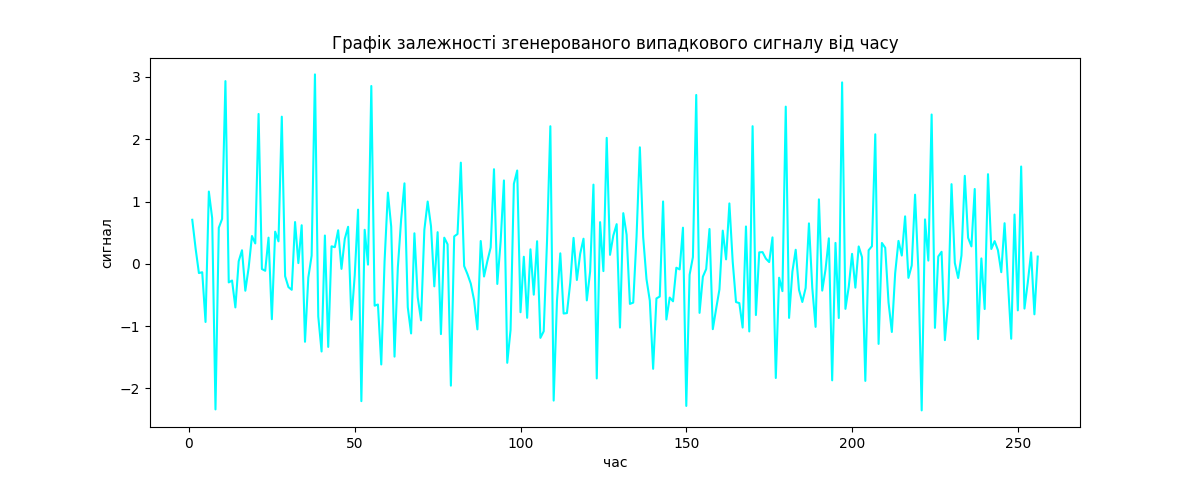 Графік залежності згенерованого випадкового сигналу від часу
3
2
1
0
−1
−2
сигнал
0 50 100 150 200 250
час